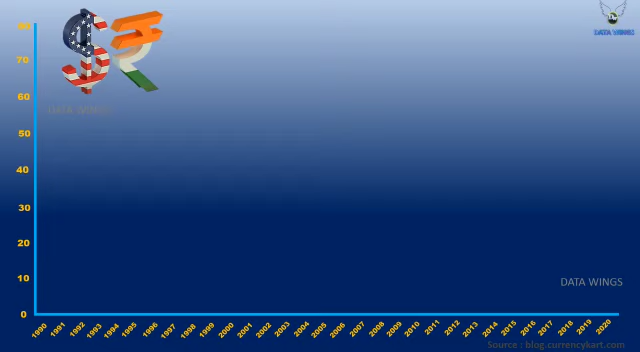 80
70
60
50
40
30
20
10
0
1990 1991 1992 1993 1994 1995 1996 1997 1998 1999 2000 2001 2002 2003 2004 2005 2006 2007 2008 2009 2010 2011 2012 2013 2014 2015 2016 2017 2018 2019 2020
DATA WINGS
DATA WINGS
DATA WINGS
Source : blog.currencykart.com